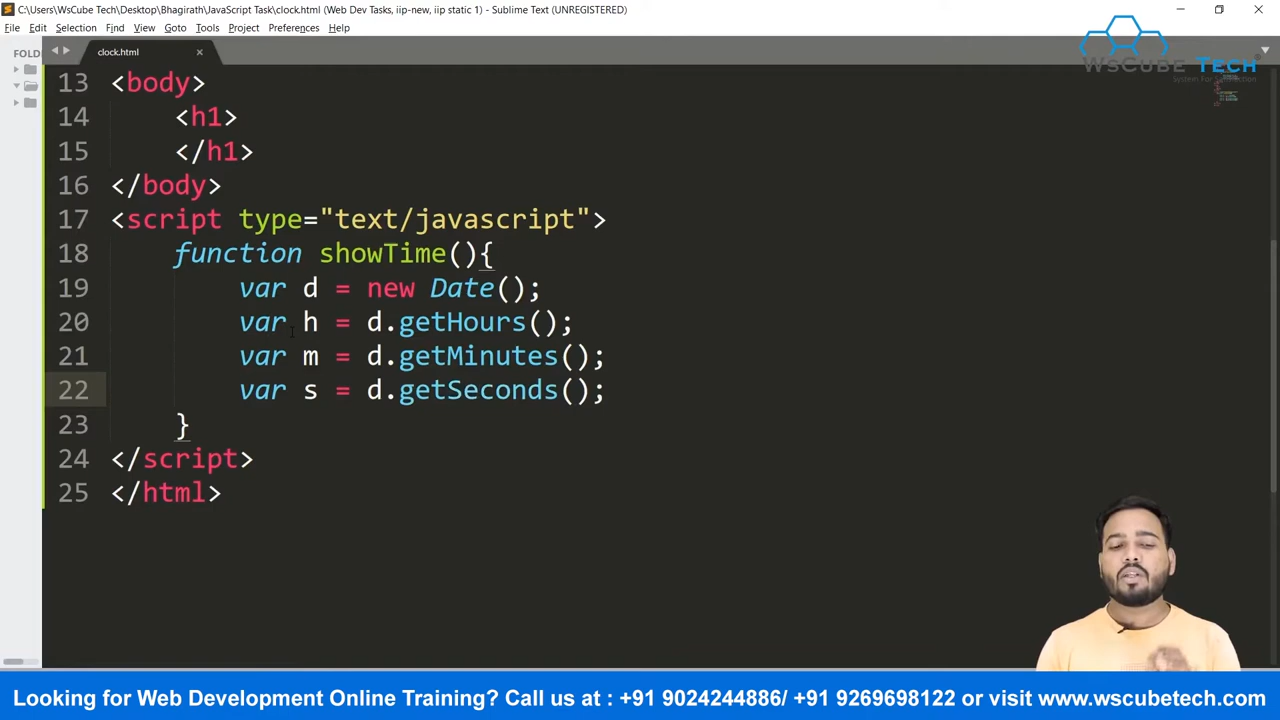 C:\Users\WsCube Tech\Desktop\Bhagirath\JavaScript Task\clock.html (Web Dev Tasks, iip-new, iip static 1) - Sublime Text (UNREGISTERED)
File Edit Selection Find View Goto Tools Project Preferences Help
FOLD
clock.html
WsCube Tech
13 <body>
14 <h1>
15 </h1>
16 </body>
17 <script type="text/javascript">
18 function showTime(){
19 var d = new Date();
20 var h = d.getHours();
21 var m = d.getMinutes();
22 var s = d.getSeconds();
23 }
24 </script>
25 </html>
Looking for Web Development Online Training? Call us at : +91 9024244886/ +91 9269698122 or visit www.wscubetech.com